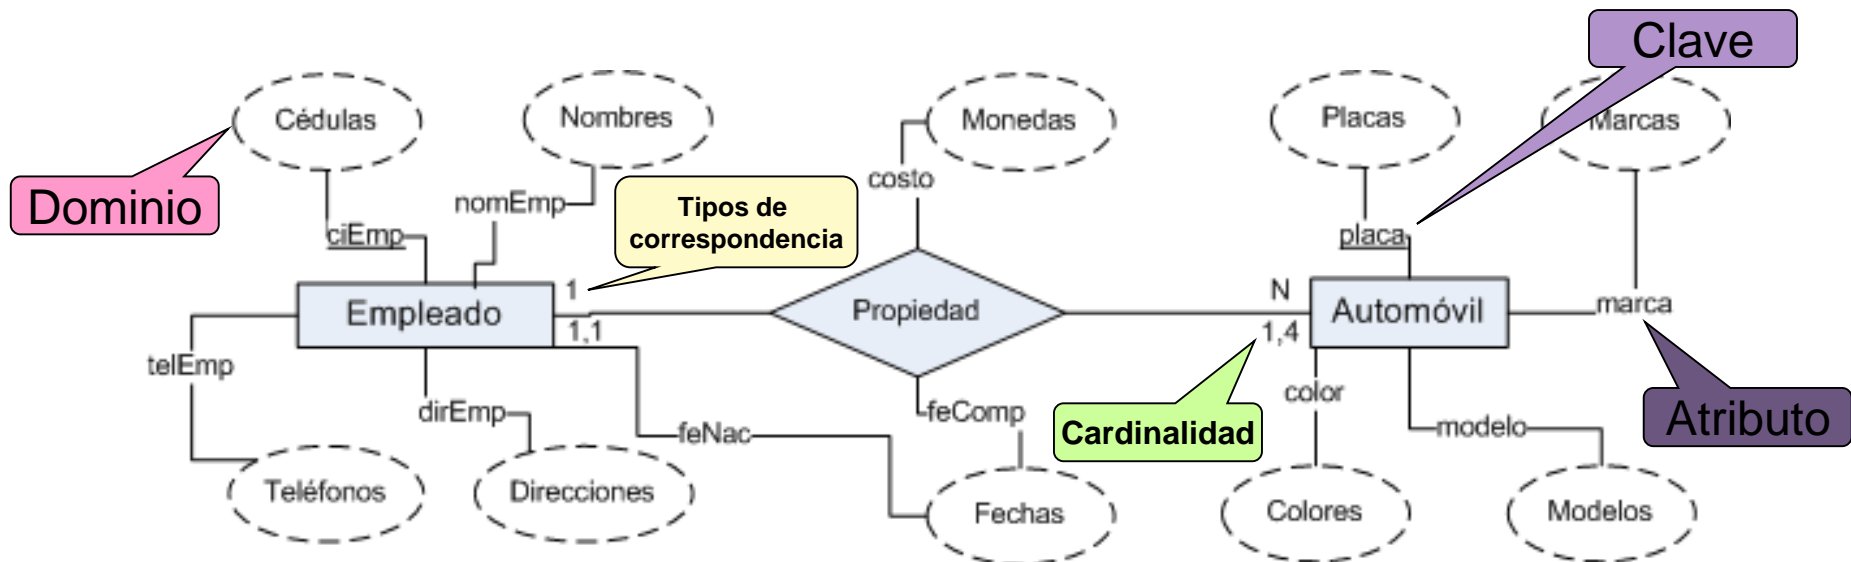 Clave
Cédulas
Nombres
Monedas
Placas
Marcas
Dominio
costo
nomEmp
Tipos de
correspondencia
ciEmp
placa
Empleado
1
1,1
Propiedad
N
1,4
Automóvil
marca
telEmp
dirEmp
feNac
feComp
Cardinalidad
color
modelo
Atributo
Teléfonos
Direcciones
Fechas
Colores
Modelos